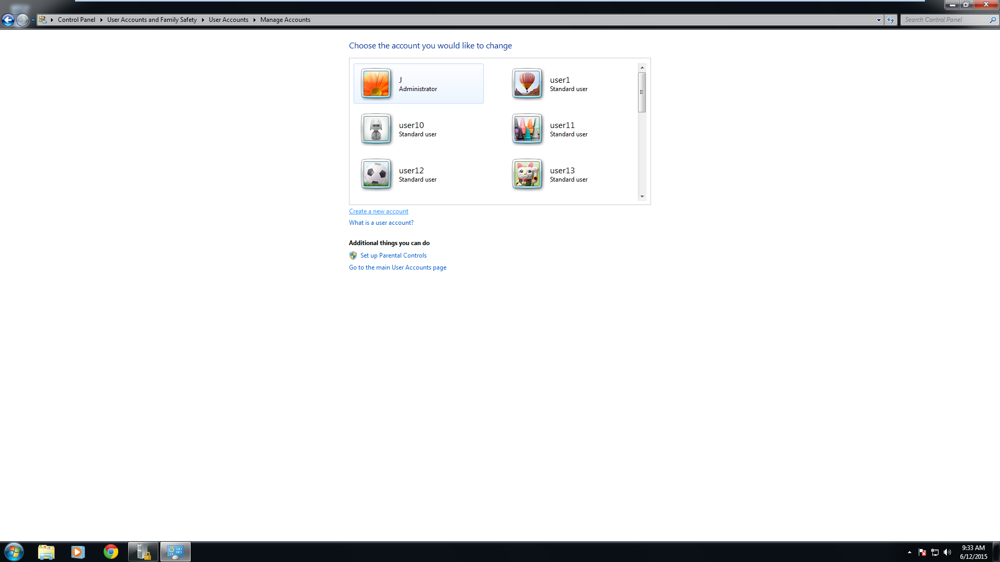 Control Panel User Accounts and Family Safety User Accounts Manage Accounts
Search Control Panel
Choose the account you would like to change
J
Administrator
user1
Standard user
user10
Standard user
user11
Standard user
user12
Standard user
user13
Standard user
Create a new account
What is a user account?
Additional things you can do
Set up Parental Controls
Go to the main User Accounts page
9:33 AM
6/12/2015